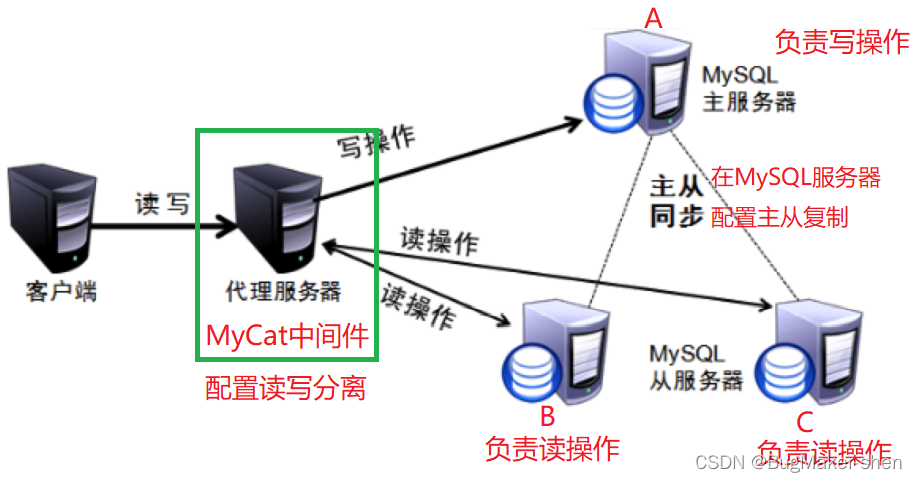 A
负责写操作
MySQL
主服务器
写操作
读 写
主从
同步
在MySQL服务器
配置主从复制
读操作
读操作
客户端
代理服务器
MyCat中间件
配置读写分离
MySQL
从服务器
B
负责读操作
C
负责读操作
CSDN @BugMaker-shen